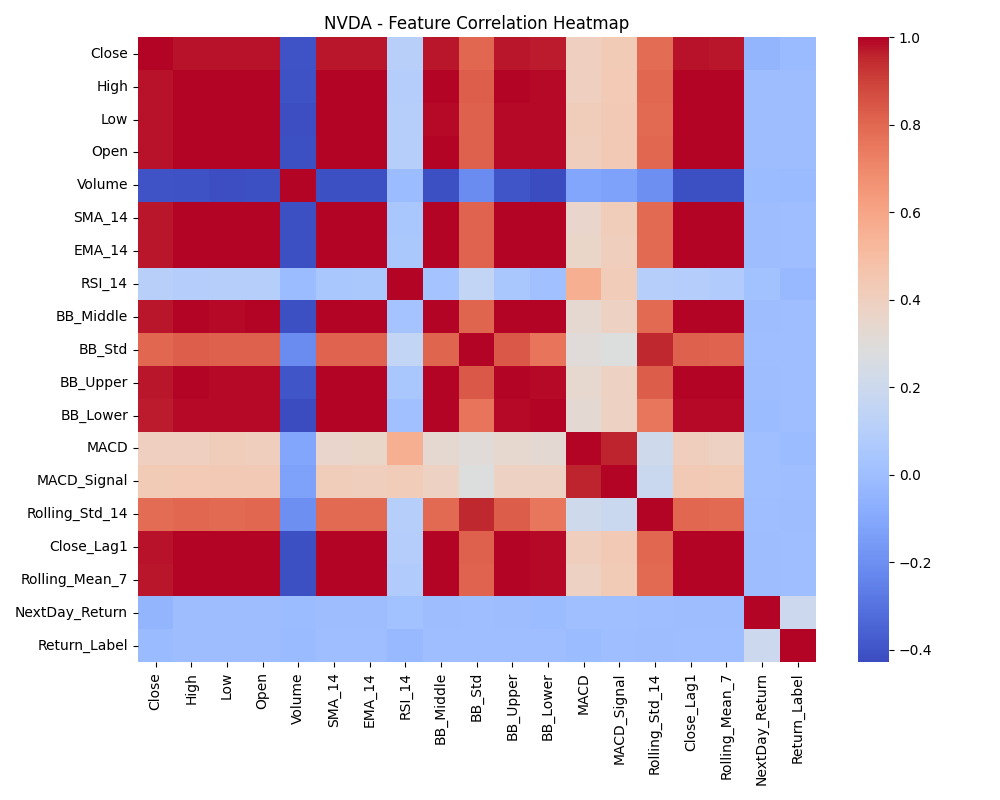 NVDA - Feature Correlation Heatmap
Close
High
Low
Open
Volume
SMA_14
EMA_14
RSI_14
BB_Middle
BB_Std
BB_Upper
BB_Lower
MACD
MACD_Signal
Rolling_Std_14
Close_Lag1
Rolling_Mean_7
NextDay_Return
Return_Label
Close
High
Low
Open
Volume
SMA_14
EMA_14
RSI_14
BB_Middle
BB_Std
BB_Upper
BB_Lower
MACD
MACD_Signal
Rolling_Std_14
Close_Lag1
Rolling_Mean_7
NextDay_Return
Return_Label
1.0
0.8
0.6
0.4
0.2
0.0
−0.2
−0.4